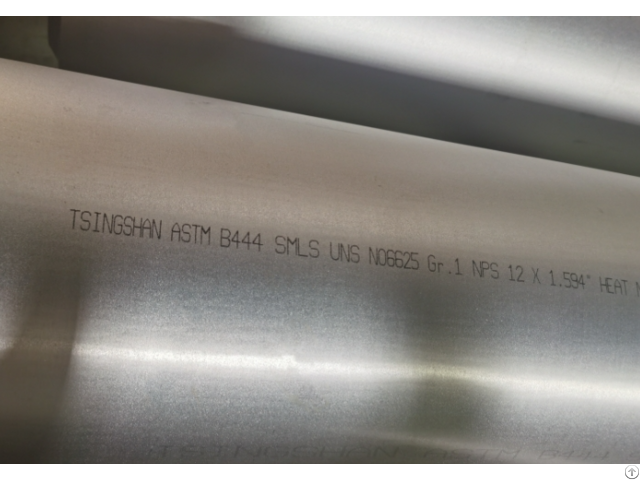 TSINGSHAN ASTM B444 SMLS UNS N06625 Gr.1 NPS 12 X 1.594" HEAT N